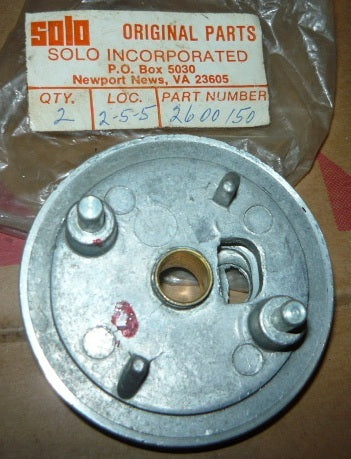 solo ORIGINAL PARTS
SOLO INCORPORATED
P.O. Box 5030
Newport News, VA 23605
QTY. LOC. PART NUMBER
2 2-5-5 2600150